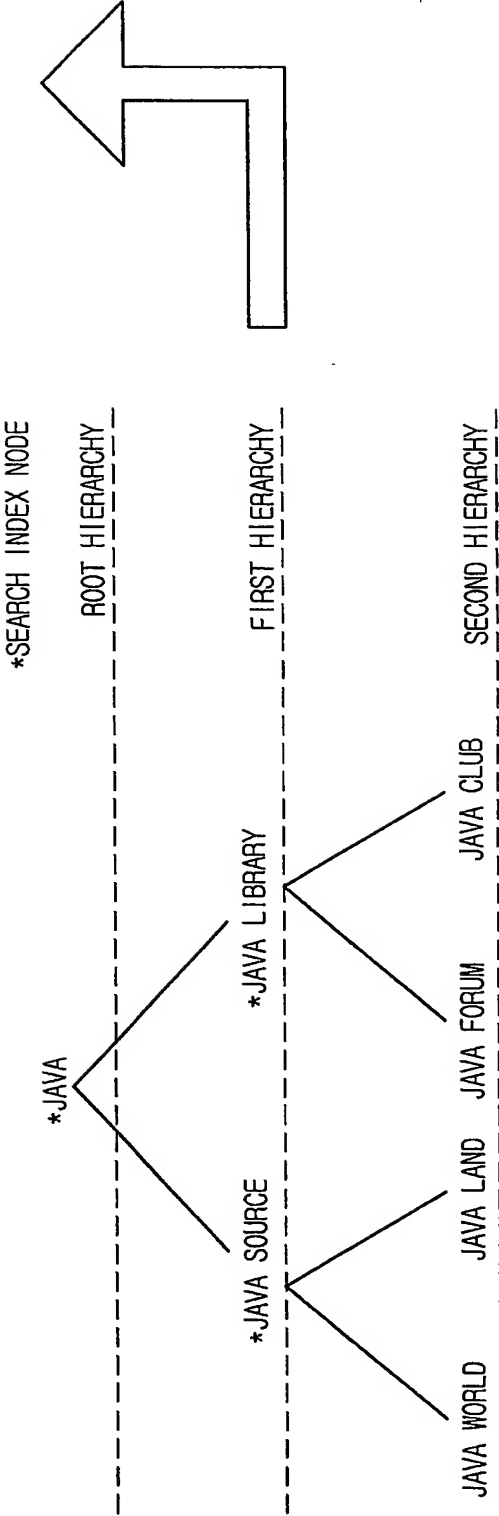 *SEARCH INDEX NODE
*JAVA
ROOT HIERARCHY
*JAVA SOURCE *JAVA LIBRARY
FIRST HIERARCHY
JAVA WORLD JAVA LAND JAVA FORUM JAVA CLUB
SECOND HIERARCHY